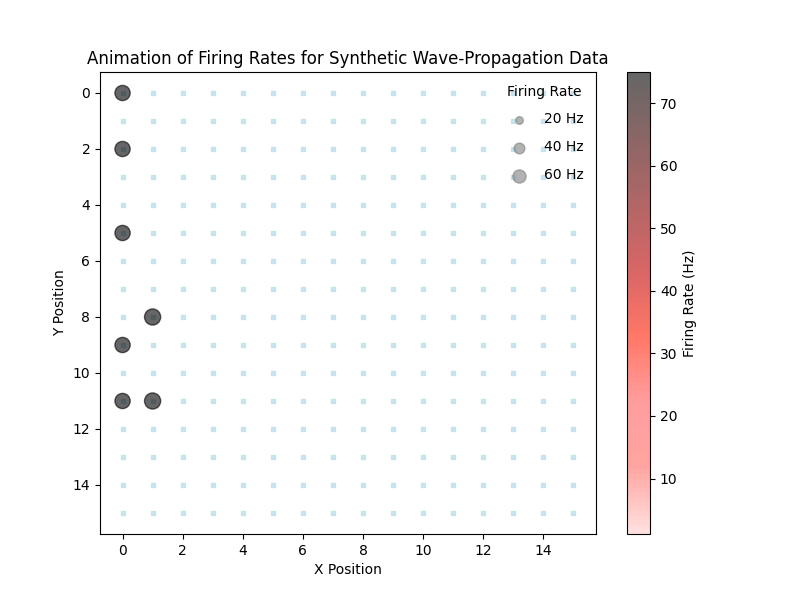 Animation of Firing Rates for Synthetic Wave-Propagation Data
Firing Rate
20 Hz
40 Hz
60 Hz
0
2
4
6
8
10
12
14
Y Position
0
2
4
6
8
10
12
14
X Position
70
60
50
40
30
20
10
Firing Rate (Hz)